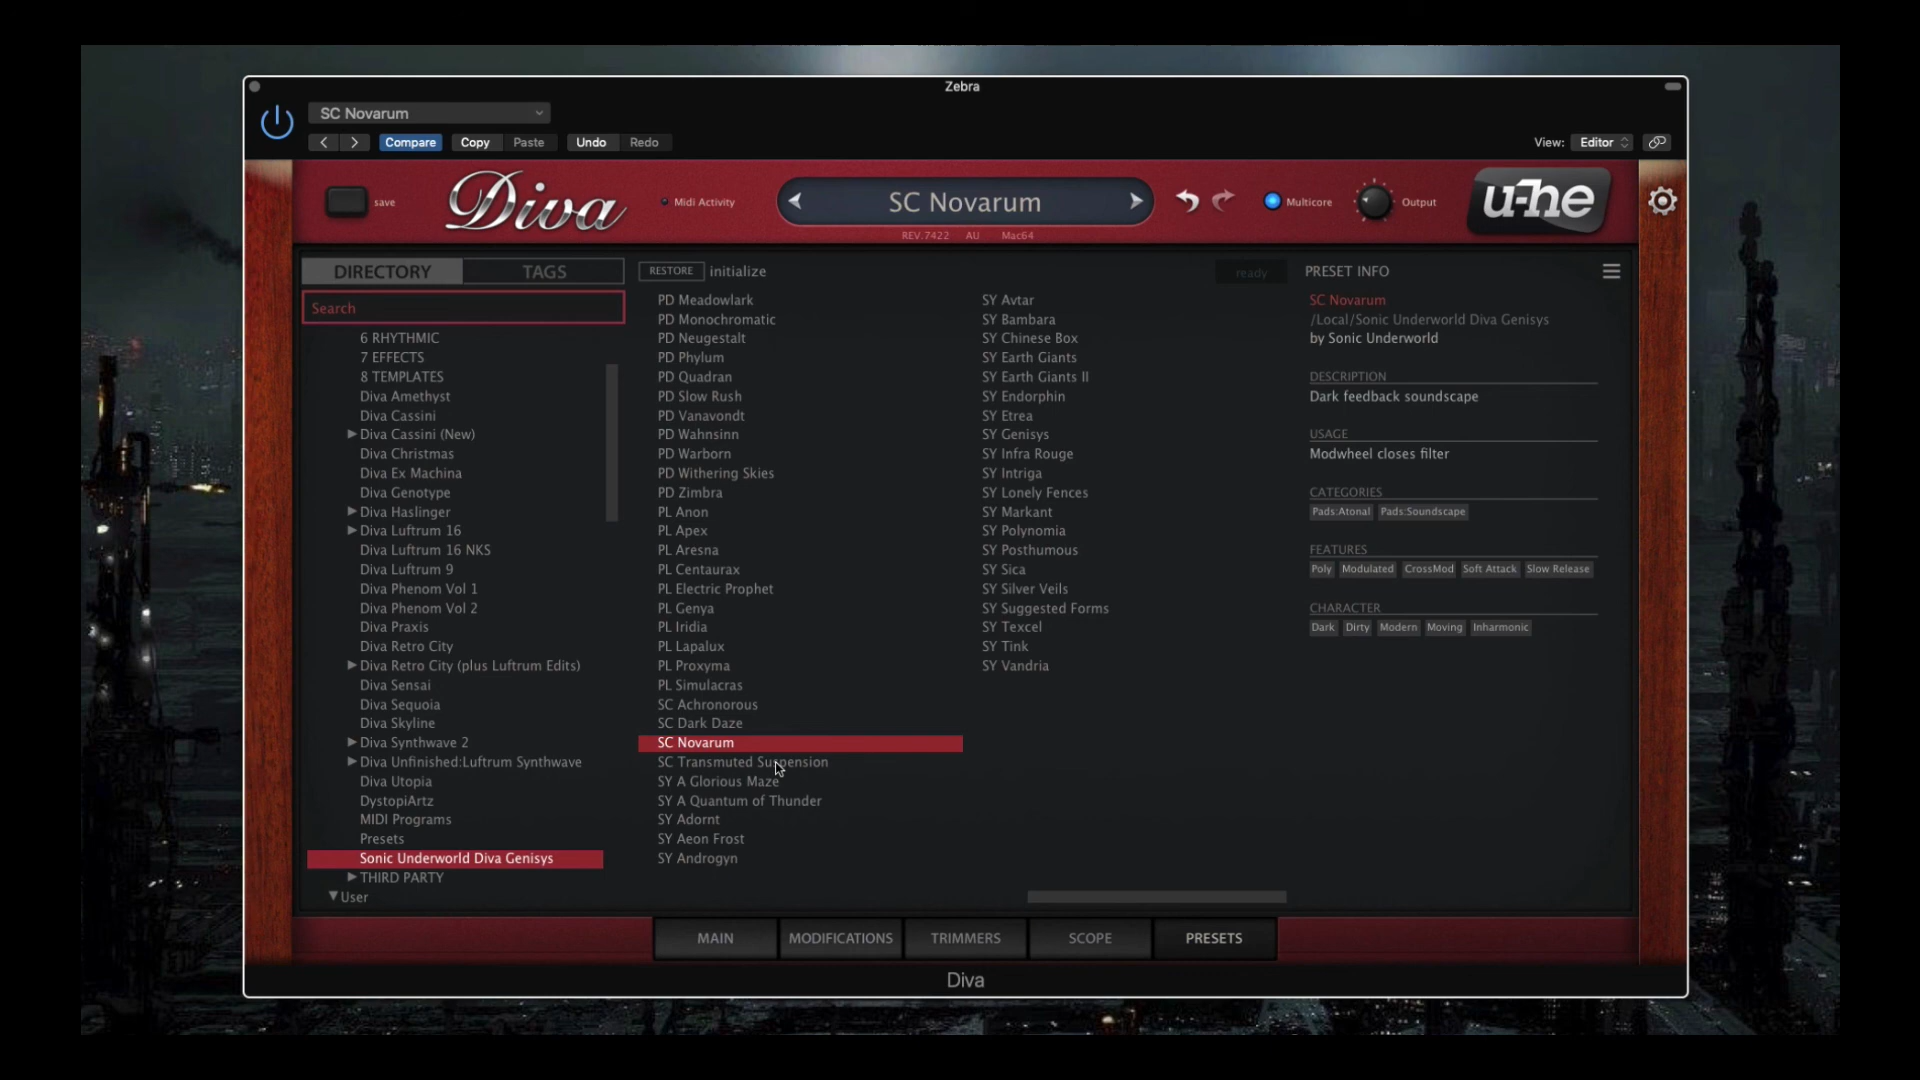 Zebra
SC Novarum
Compare Copy Paste Undo Redo View: Editor
save Diva Midi Activity SC Novarum Multicore Output u-he
REV.7422 AU Mac64
DIRECTORY TAGS RESTORE initialize ready PRESET INFO
Search
6 RHYTHMIC
7 EFFECTS
8 TEMPLATES
Diva Amethyst
Diva Cassini
Diva Cassini (New)
Diva Christmas
Diva Ex Machina
Diva Genotype
Diva Haslinger
Diva Luftrum 16
Diva Luftrum 16 NKS
Diva Luftrum 9
Diva Phenom Vol 1
Diva Phenom Vol 2
Diva Praxis
Diva Retro City
Diva Retro City (plus Luftrum Edits)
Diva Sensai
Diva Sequoia
Diva Skyline
Diva Synthwave 2
Diva Unfinished:Luftrum Synthwave
Diva Utopia
DystopiArtz
MIDI Programs
Presets
Sonic Underworld Diva Genisys
THIRD PARTY
User
PD Meadowlark
PD Monochromatic
PD Neugestalt
PD Phylum
PD Quadran
PD Slow Rush
PD Vanavondt
PD Wahnsinn
PD Warborn
PD Withering Skies
PD Zimbra
PL Anon
PL Apex
PL Aresna
PL Centaurax
PL Electric Prophet
PL Genya
PL Iridia
PL Lapalux
PL Proxyma
PL Simulacras
SC Achronorous
SC Dark Daze
SC Novarum
SC Transmuted Suspension
SY A Glorious Maze
SY A Quantum of Thunder
SY Adornt
SY Aeon Frost
SY Androgyn
SY Avtar
SY Bambara
SY Chinese Box
SY Earth Giants
SY Earth Giants II
SY Endorphin
SY Etrea
SY Genisys
SY Infra Rouge
SY Intriga
SY Lonely Fences
SY Markant
SY Polynomia
SY Posthumous
SY Sica
SY Silver Veils
SY Suggested Forms
SY Texcel
SY Tink
SY Vandria
SC Novarum
/Local/Sonic Underworld Diva Genisys
by Sonic Underworld
DESCRIPTION
Dark feedback soundscape
USAGE
Modwheel closes filter
CATEGORIES
Pads:Atonal Pads:Soundscape
FEATURES
Poly Modulated CrossMod Soft Attack Slow Release
CHARACTER
Dark Dirty Modern Moving Inharmonic
MAIN MODIFICATIONS TRIMMERS SCOPE PRESETS
Diva